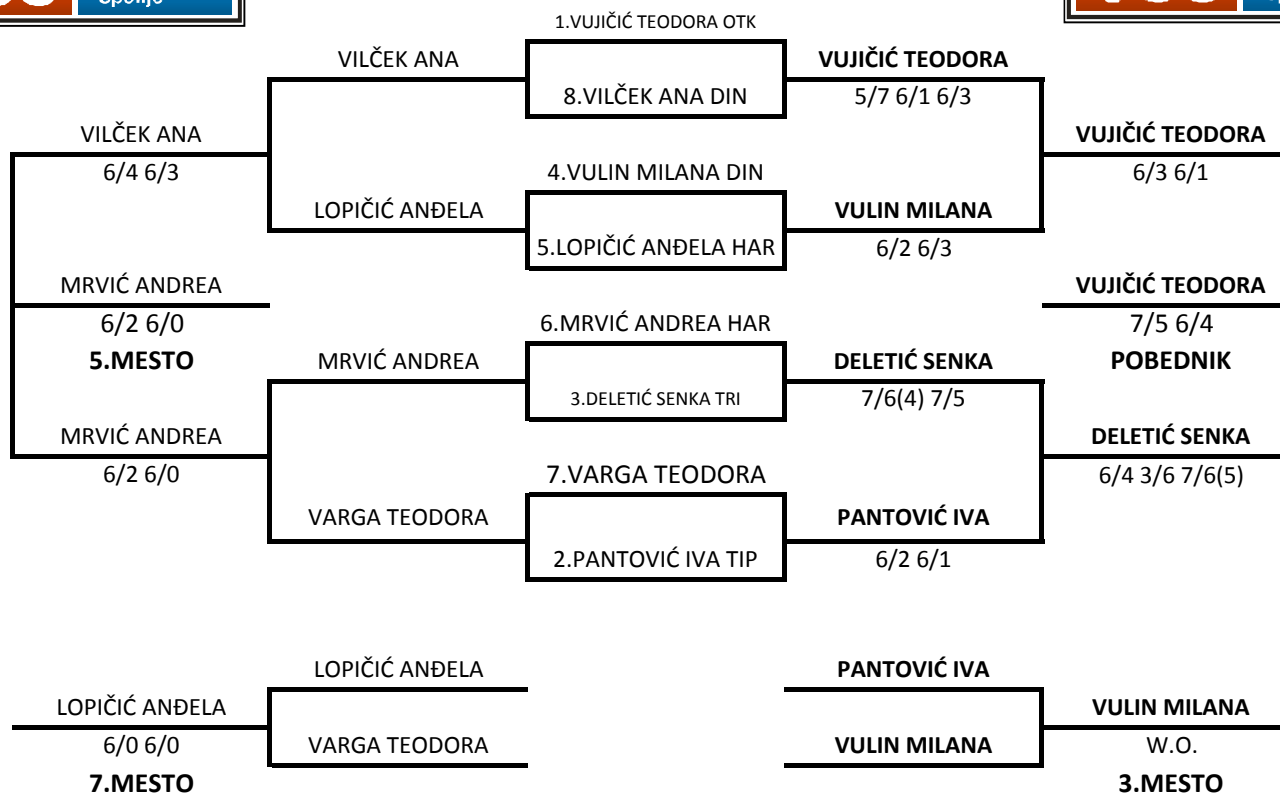 1.VUJIČIĆ TEODORA OTK
VILČEK ANA
VUJIČIĆ TEODORA
8.VILČEK ANA DIN
5/7 6/1 6/3
VILČEK ANA
VUJIČIĆ TEODORA
6/4 6/3
4.VULIN MILANA DIN
6/3 6/1
LOPIČIĆ ANĐELA
VULIN MILANA
5.LOPIČIĆ ANĐELA HAR
6/2 6/3
MRVIĆ ANDREA
VUJIČIĆ TEODORA
6/2 6/0
6.MRVIĆ ANDREA HAR
7/5 6/4
5.MESTO
MRVIĆ ANDREA
DELETIĆ SENKA
POBEDNIK
3.DELETIĆ SENKA TRI
7/6(4) 7/5
MRVIĆ ANDREA
DELETIĆ SENKA
6/2 6/0
7.VARGA TEODORA
6/4 3/6 7/6(5)
VARGA TEODORA
PANTOVIĆ IVA
2.PANTOVIĆ IVA TIP
6/2 6/1
LOPIČIĆ ANĐELA
PANTOVIĆ IVA
LOPIČIĆ ANĐELA
VULIN MILANA
6/0 6/0
VARGA TEODORA
VULIN MILANA
W.O.
7.MESTO
3.MESTO